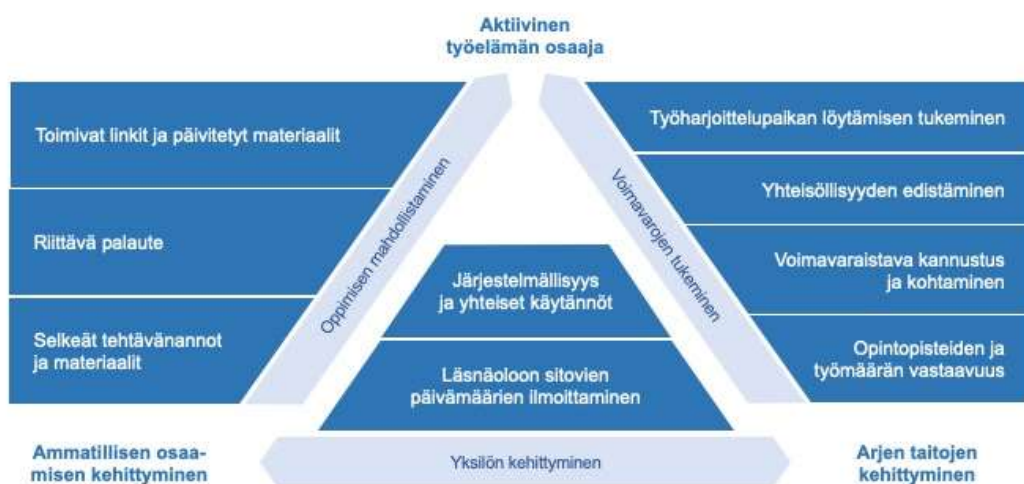 Aktiivinen
työelämän osaaja
Toimivat linkit ja päivitetyt materiaalit
Riittävä palaute
Selkeät tehtävänannot
ja materiaalit
Oppimisen mahdollistaminen
Järjestelmällisyys
ja yhteiset käytännöt
Läsnäoloon sitovien
päivämäärien ilmoittaminen
Voimavarojen tukeminen
Työharjoittelupaikan löytämisen tukeminen
Yhteisöllisyyden edistäminen
Voimavaraistava kannustus
ja kohtaminen
Opintopisteiden ja
työmäärän vastaavuus
Ammatillisen osaa-
misen kehittyminen
Yksilön kehittyminen
Arjen taitojen
kehittyminen